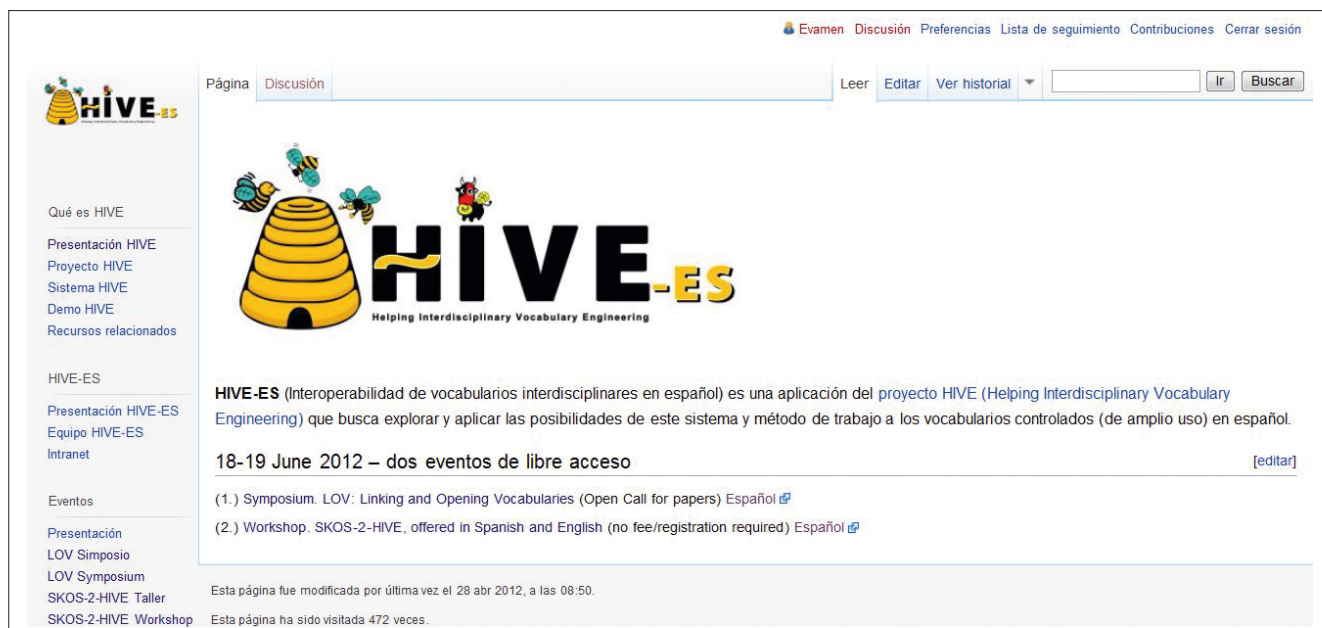 Evamen Discusión Preferencias Lista de seguimiento Contribuciones Cerrar sesión
Página Discusión Leer Editar Ver historial Ir Buscar
HIVE-ES
Qué es HIVE
Presentación HIVE
Proyecto HIVE
Sistema HIVE
Demo HIVE
Recursos relacionados
HIVE-ES
Presentación HIVE-ES
Equipo HIVE-ES
Intranet
Eventos
Presentación
LOV Simposio
LOV Symposium
SKOS-2-HIVE Taller
SKOS-2-HIVE Workshop
HIVE-ES
Helping Interdisciplinary Vocabulary Engineering
HIVE-ES (Interoperabilidad de vocabularios interdisciplinares en español) es una aplicación del proyecto HIVE (Helping Interdisciplinary Vocabulary
Engineering) que busca explorar y aplicar las posibilidades de este sistema y método de trabajo a los vocabularios controlados (de amplio uso) en español.
18-19 June 2012 – dos eventos de libre acceso [editar]
(1.) Symposium. LOV: Linking and Opening Vocabularies (Open Call for papers) Español
(2.) Workshop. SKOS-2-HIVE, offered in Spanish and English (no fee/registration required) Español
Esta página fue modificada por última vez el 28 abr 2012, a las 08:50.
Esta página ha sido visitada 472 veces.